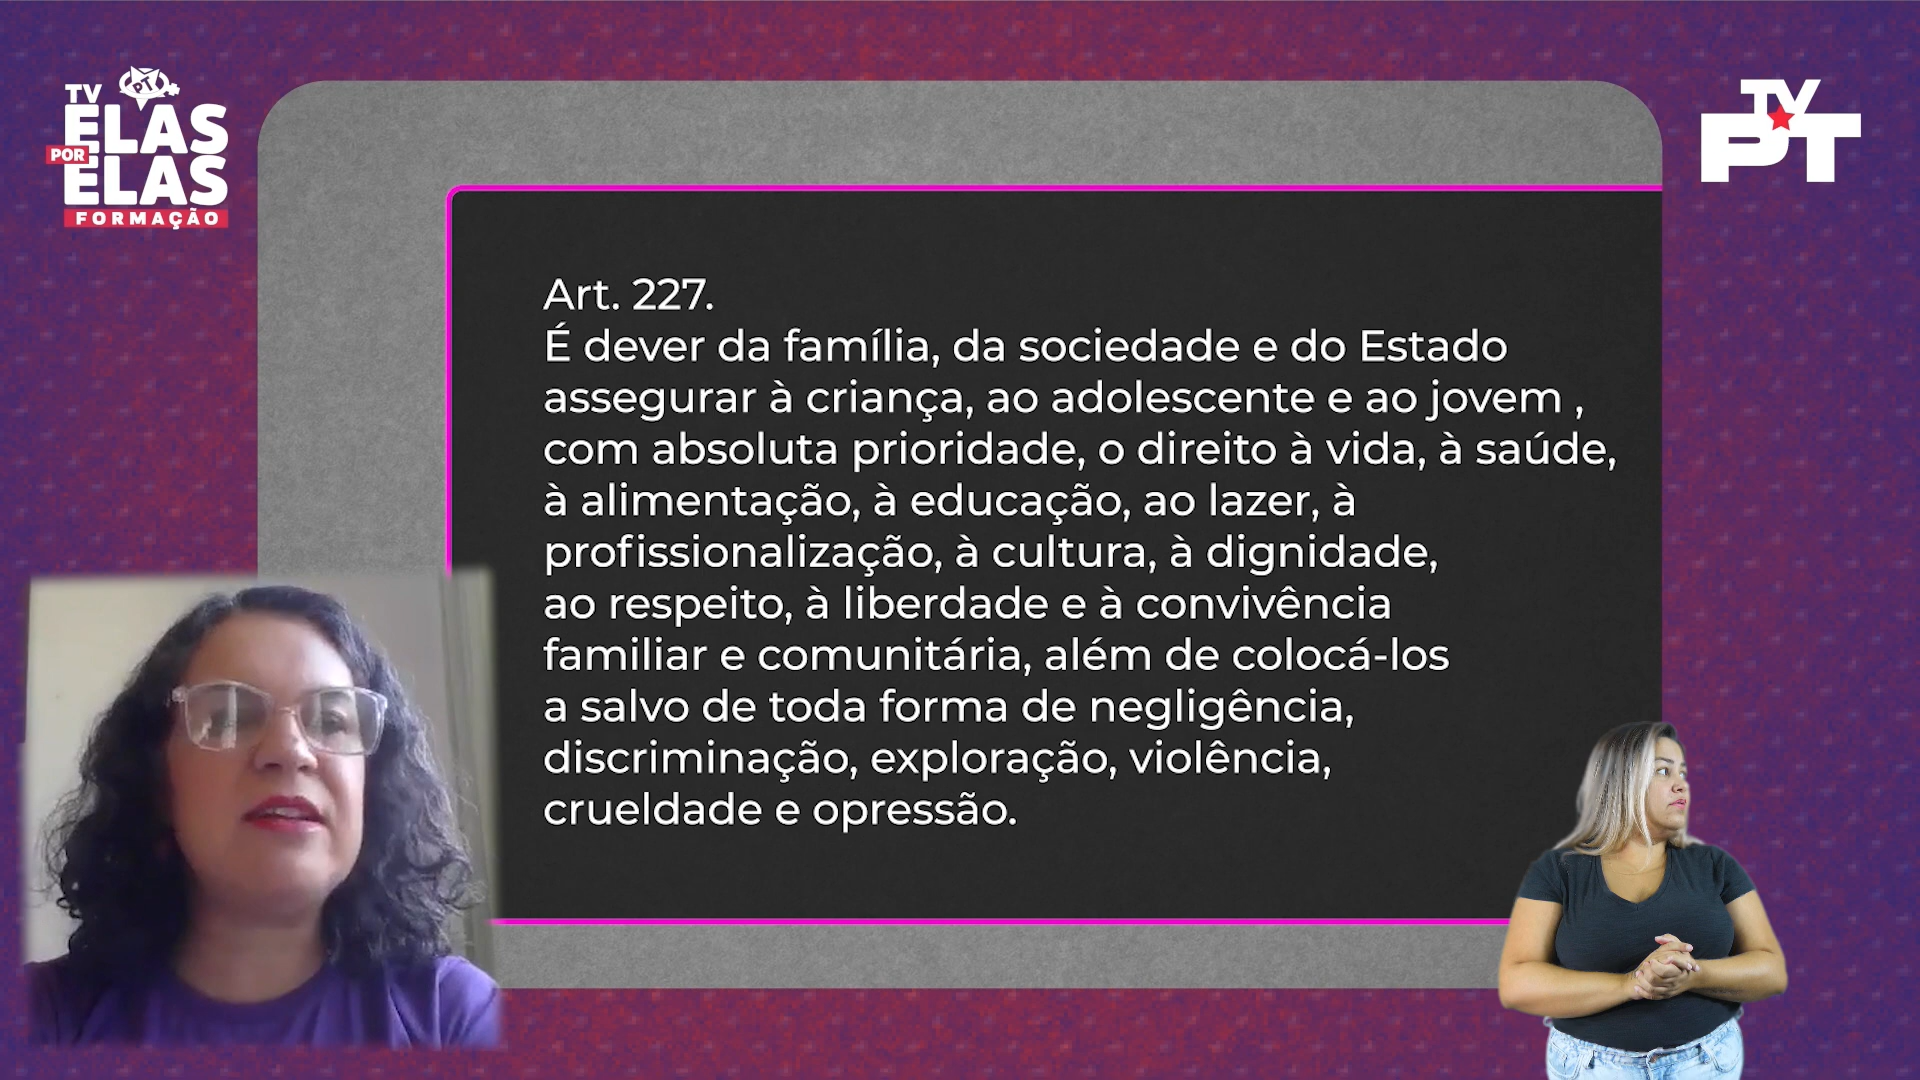 TV
PT
ELAS
POR
ELAS
FORMAÇÃO
TV
PT
Art. 227.
É dever da família, da sociedade e do Estado
assegurar à criança, ao adolescente e ao jovem ,
com absoluta prioridade, o direito à vida, à saúde,
à alimentação, à educação, ao lazer, à
profissionalização, à cultura, à dignidade,
ao respeito, à liberdade e à convivência
familiar e comunitária, além de colocá-los
a salvo de toda forma de negligência,
discriminação, exploração, violência,
crueldade e opressão.